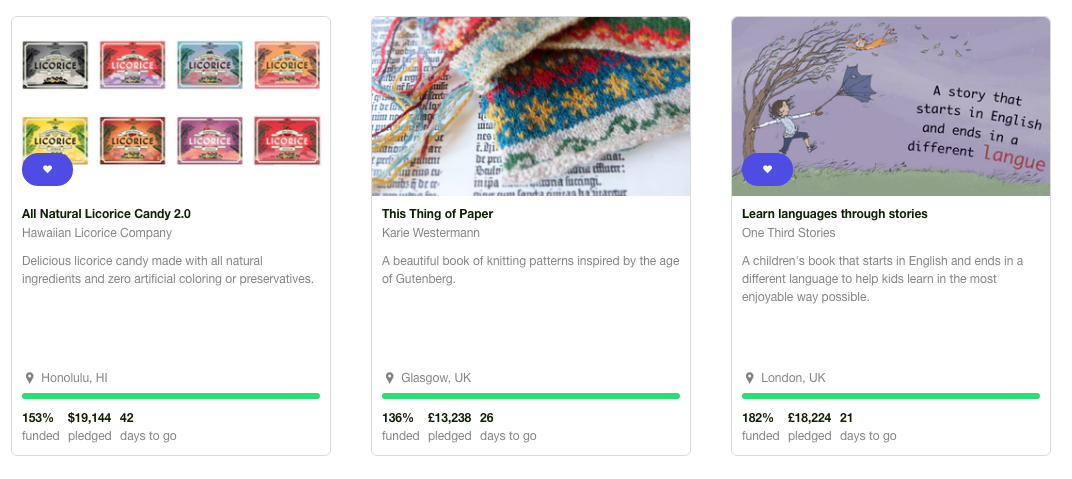 LICORICE LICORICE LICORICE LICORICE
LICORICE LICORICE LICORICE LICORICE
All Natural Licorice Candy 2.0
Hawaiian Licorice Company
Delicious licorice candy made with all natural
ingredients and zero artificial coloring or preservatives.
Honolulu, HI
153% $19,144 42
funded pledged days to go
This Thing of Paper
Karie Westermann
A beautiful book of knitting patterns inspired by the age
of Gutenberg.
Glasgow, UK
136% £13,238 26
funded pledged days to go
A story that
starts in English
and ends in a
different langue
Learn languages through stories
One Third Stories
A children's book that starts in English and ends in a
different language to help kids learn in the most
enjoyable way possible.
London, UK
182% £18,224 21
funded pledged days to go